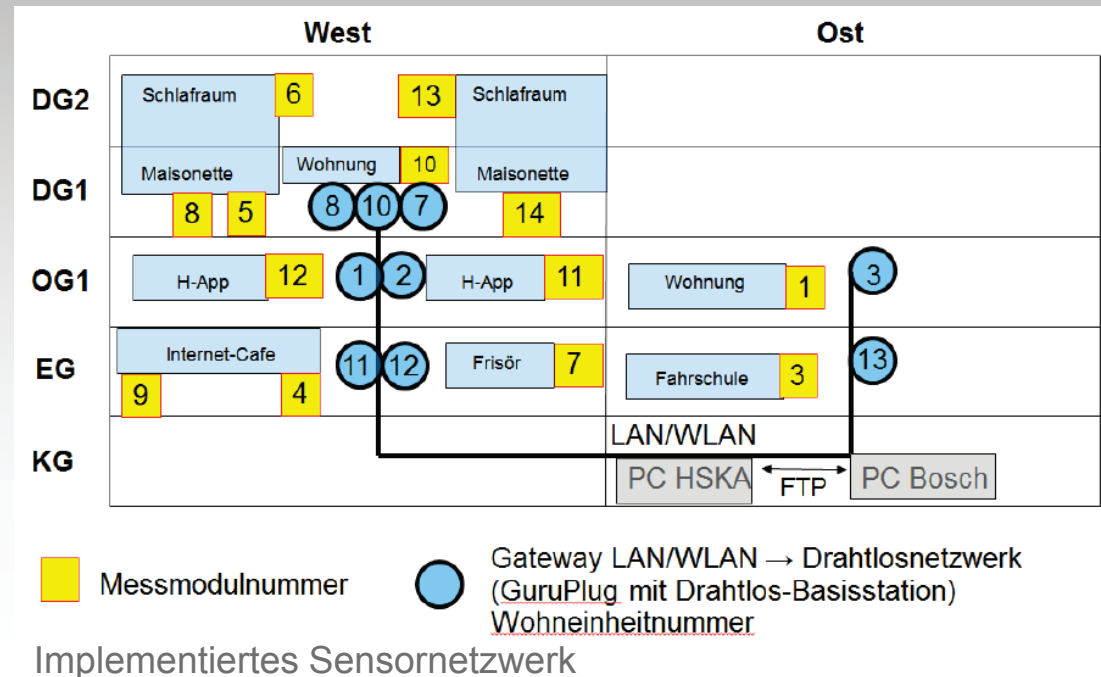 West Ost
DG2 Schlafraum 6 13 Schlafraum
DG1 Maisonette Wohnung 10 Maisonette
8 5 8 10 7 14
OG1 H-App 12 1 2 H-App 11 Wohnung 1 3
EG Internet-Cafe 11 12 Frisör 7 Fahrschule 3 13
9 4
KG LAN/WLAN
PC HSKA FTP PC Bosch
Messmodulnummer
Gateway LAN/WLAN → Drahtlosnetzwerk
(GuruPlug mit Drahtlos-Basisstation)
Wohneinheitnummer
Implementiertes Sensornetzwerk